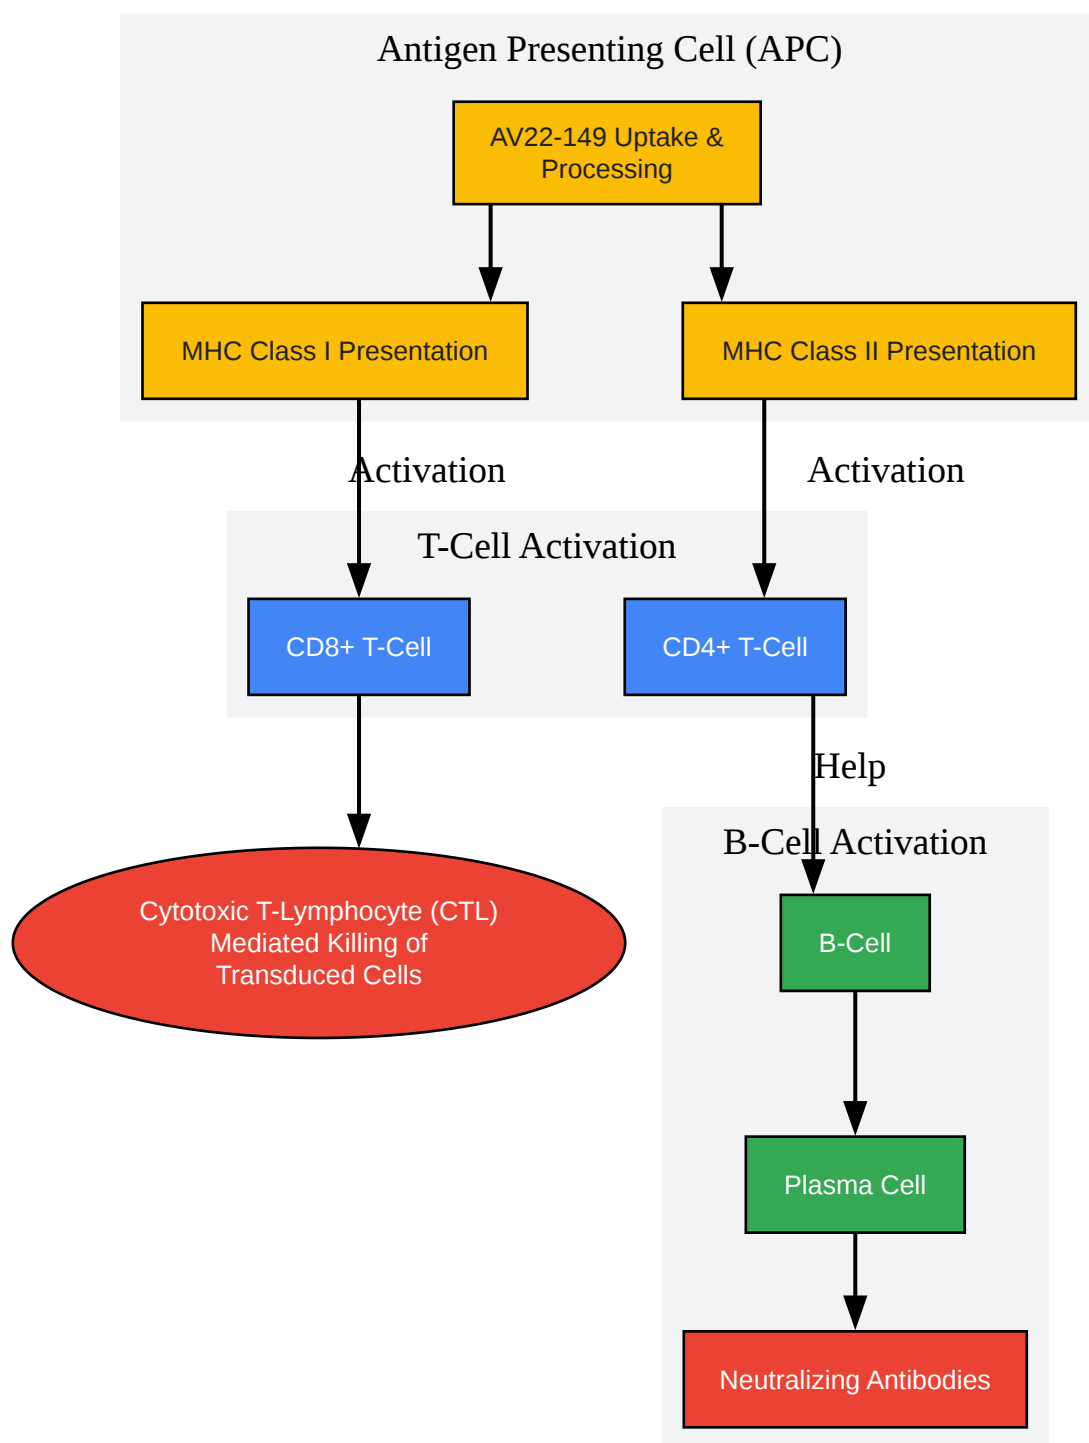 Antigen Presenting Cell (APC)
AV22-149 Uptake &
Processing
MHC Class I Presentation
MHC Class II Presentation
Activation
Activation
T-Cell Activation
CD8+ T-Cell
CD4+ T-Cell
Help
B-Cell Activation
Cytotoxic T-Lymphocyte (CTL)
Mediated Killing of
Transduced Cells
B-Cell
Plasma Cell
Neutralizing Antibodies